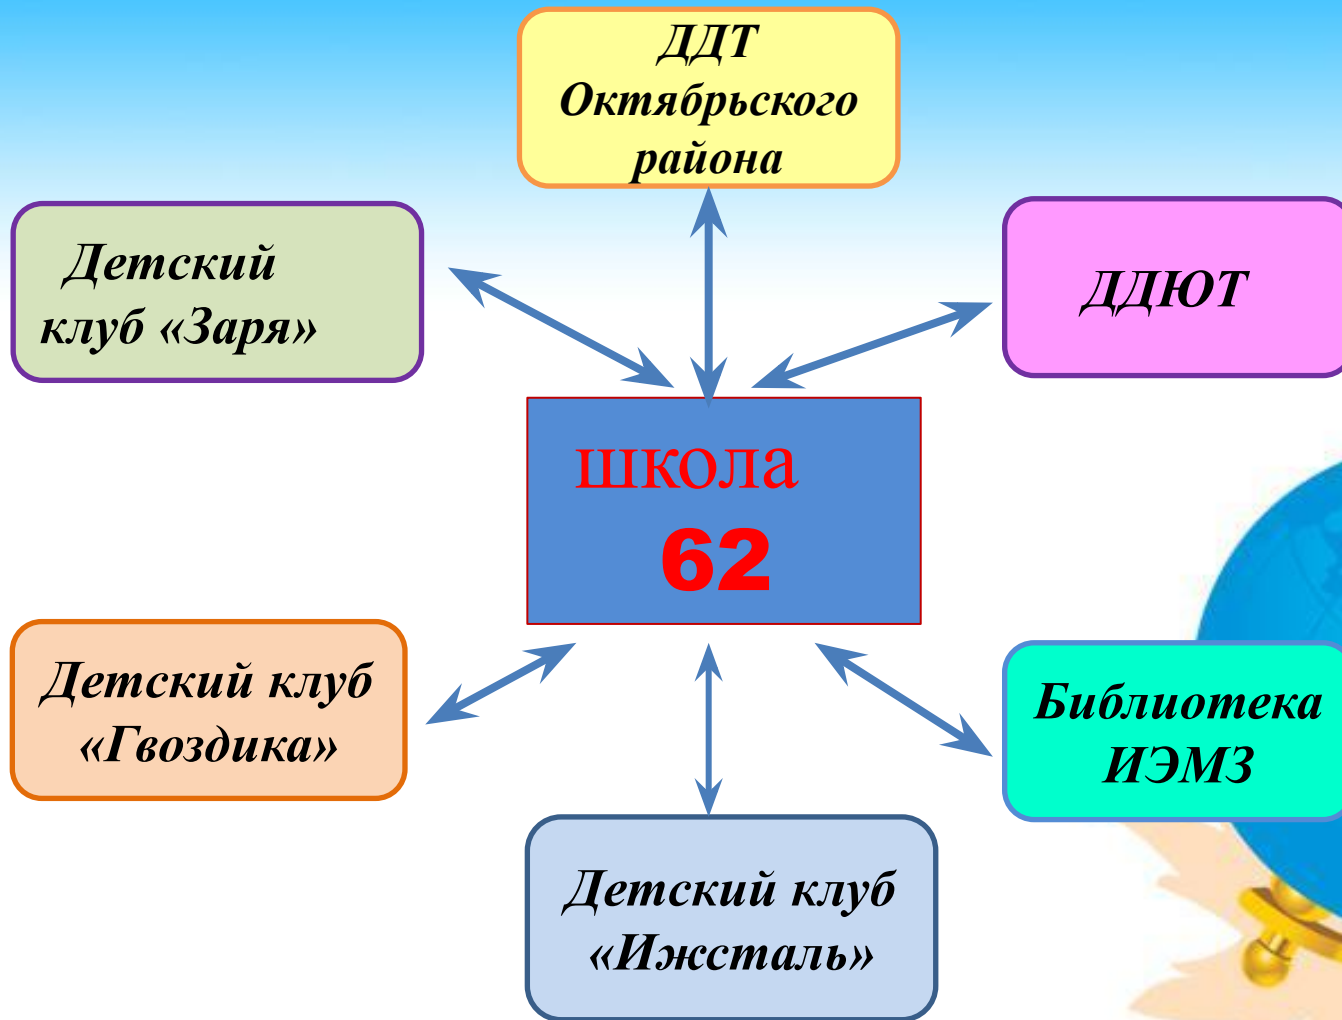 ДДТ
Октябрьского
района
Детский
клуб «Заря»
ДДЮТ
школа
62
Детский клуб
«Гвоздика»
Библиотека
ИЭМЗ
Детский клуб
«Ижсталь»